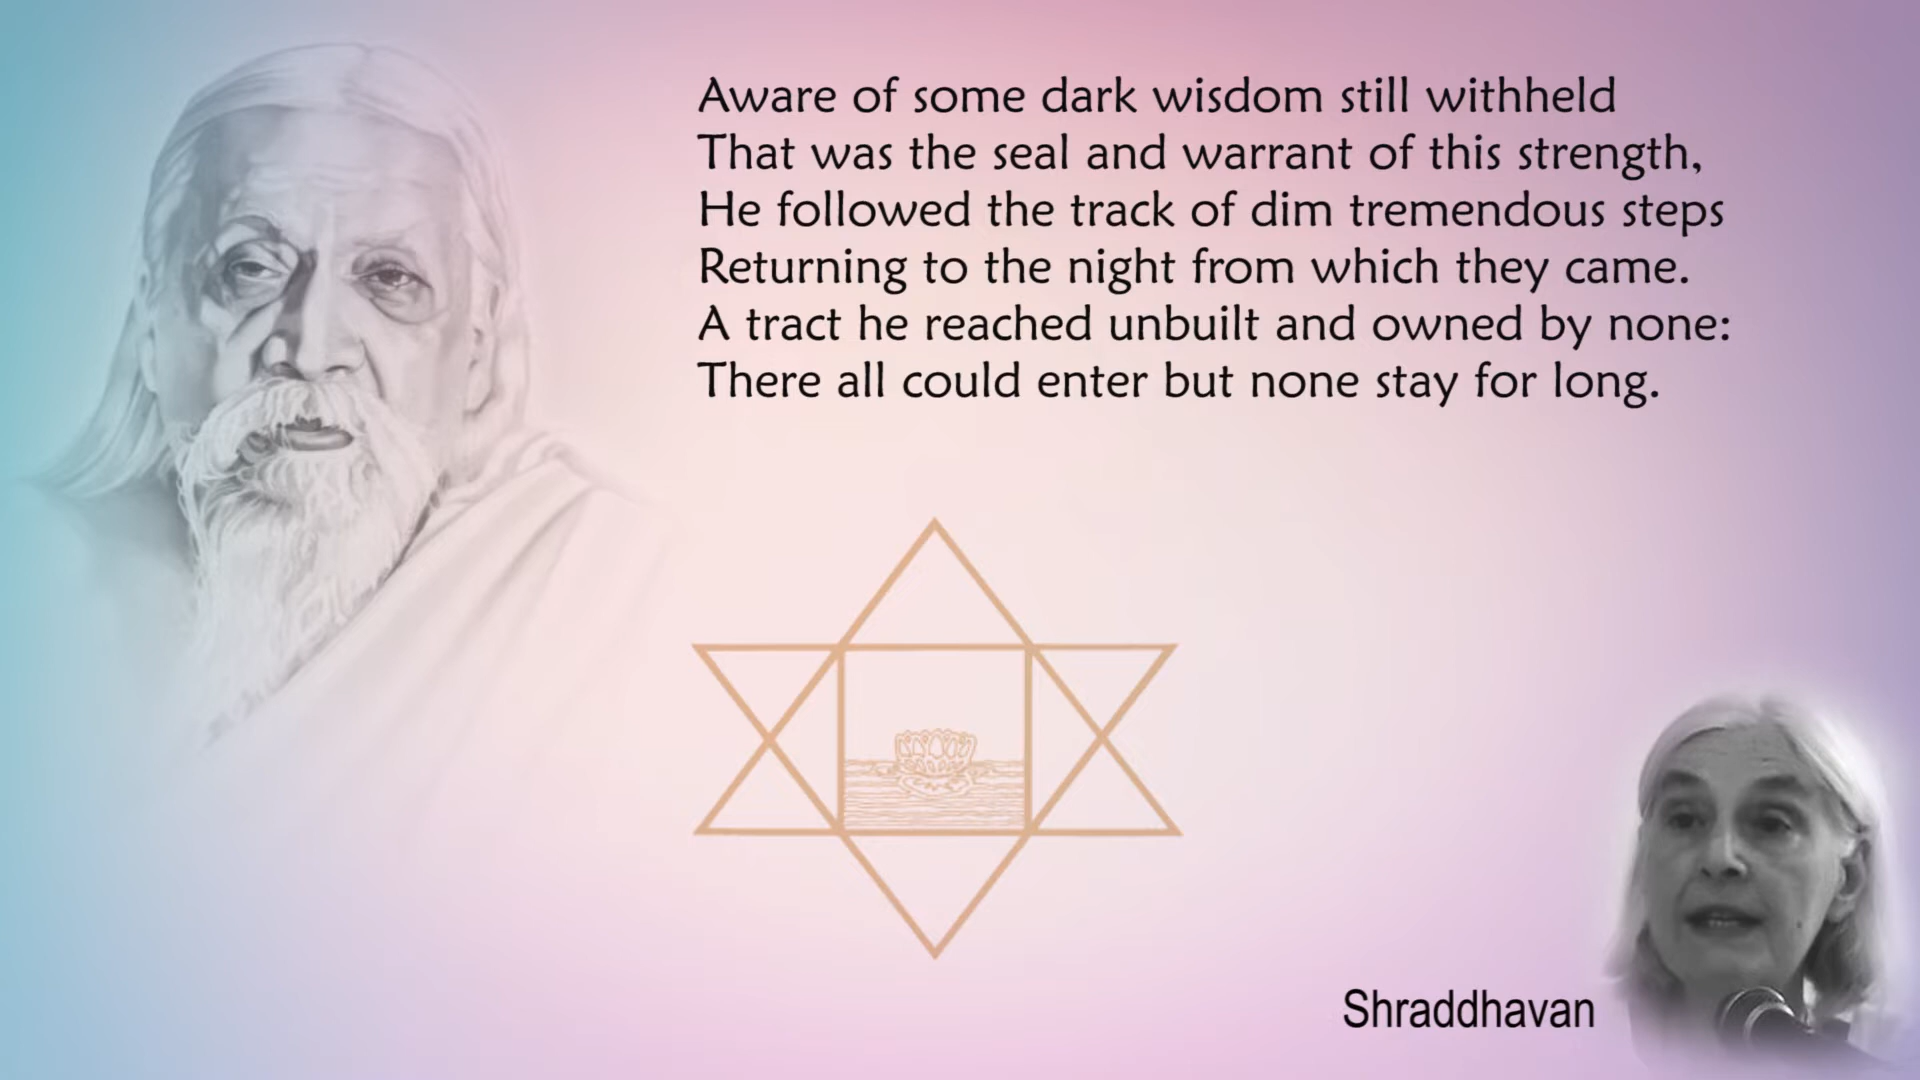 Aware of some dark wisdom still withheld
That was the seal and warrant of this strength,
He followed the track of dim tremendous steps
Returning to the night from which they came.
A tract he reached unbuilt and owned by none:
There all could enter but none stay for long.
Shraddhavan